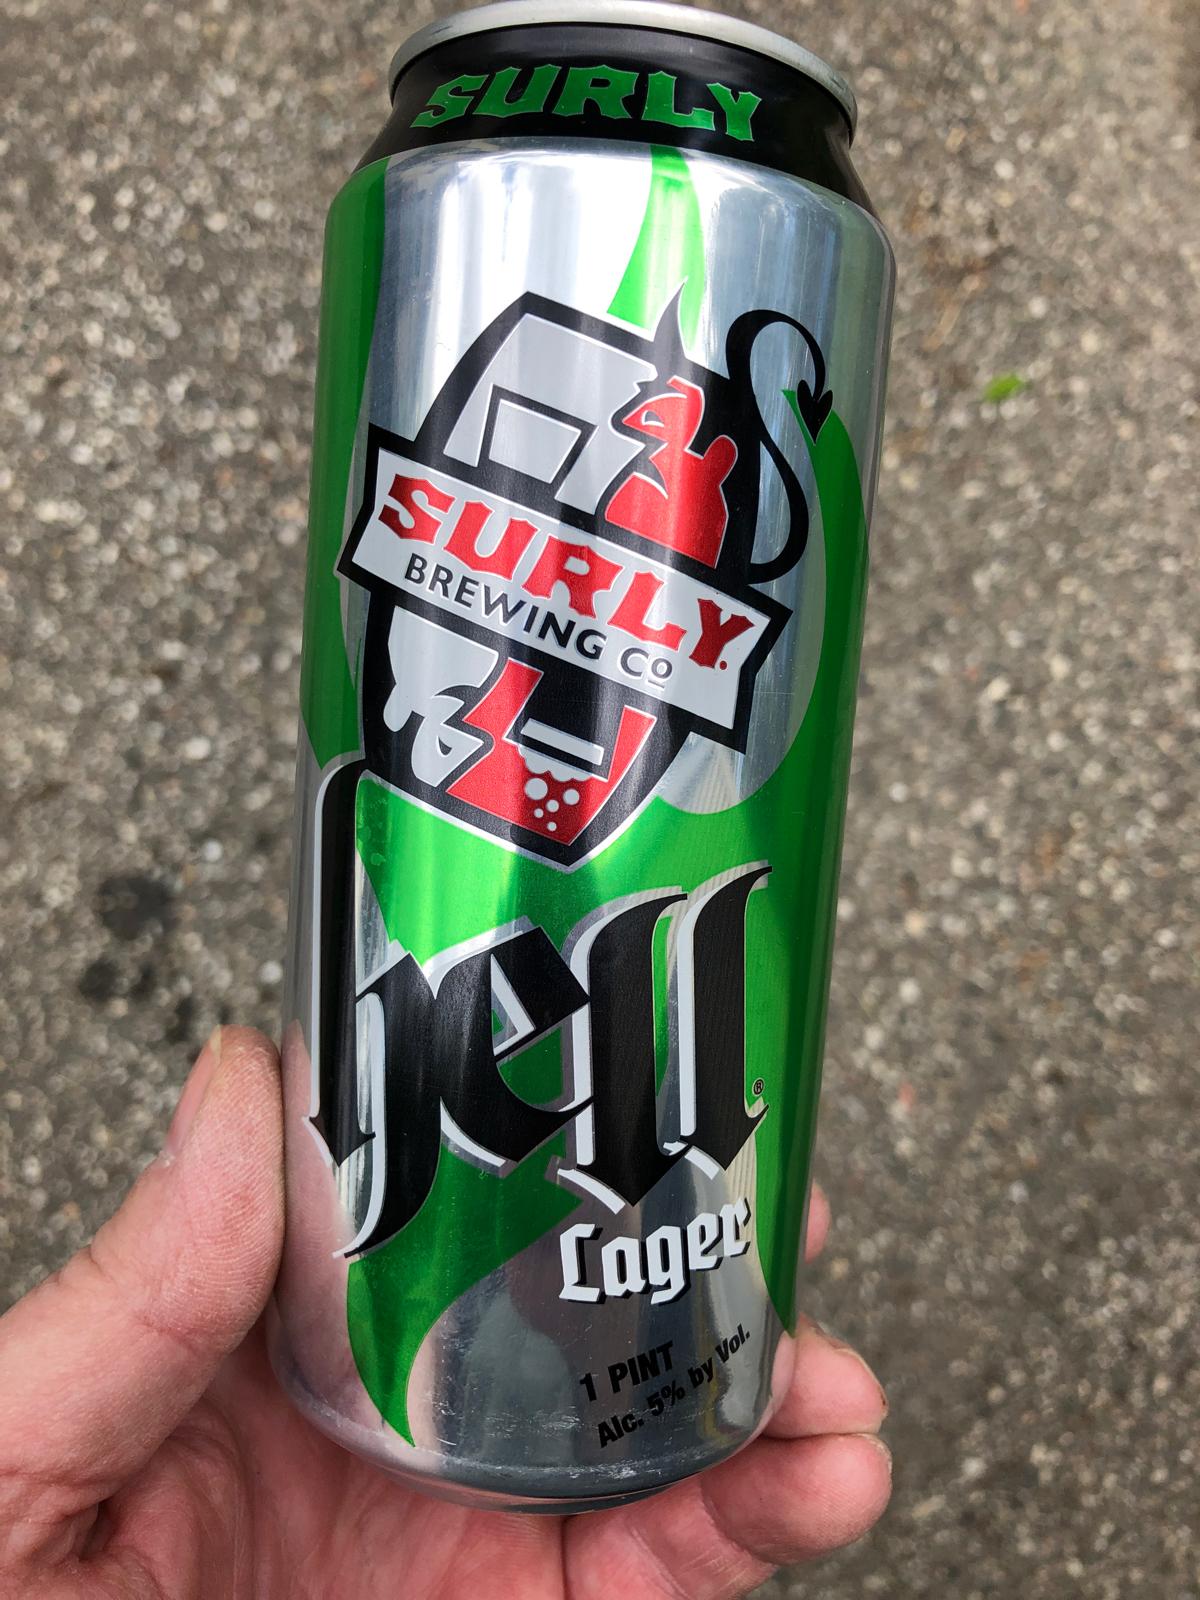 SURLY
SURLY
BREWING Co
Hell®
Lager
1 PINT
Alc. 5% by Vol.